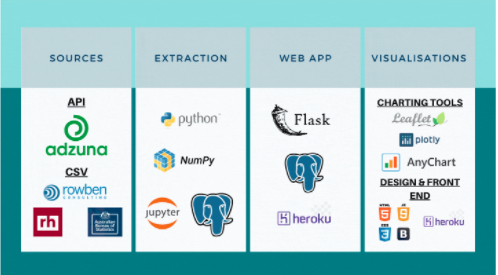 SOURCES
API
adzuna
CSV
rowben
CONSULTING
rh
Australian
Bureau of
Statistics
EXTRACTION
python
NumPy
jupyter
WEB APP
Flask
heroku
VISUALISATIONS
CHARTING TOOLS
Leaflet
plotly
AnyChart
DESIGN & FRONT
END
HTML
JS
5
CSS
B
heroku